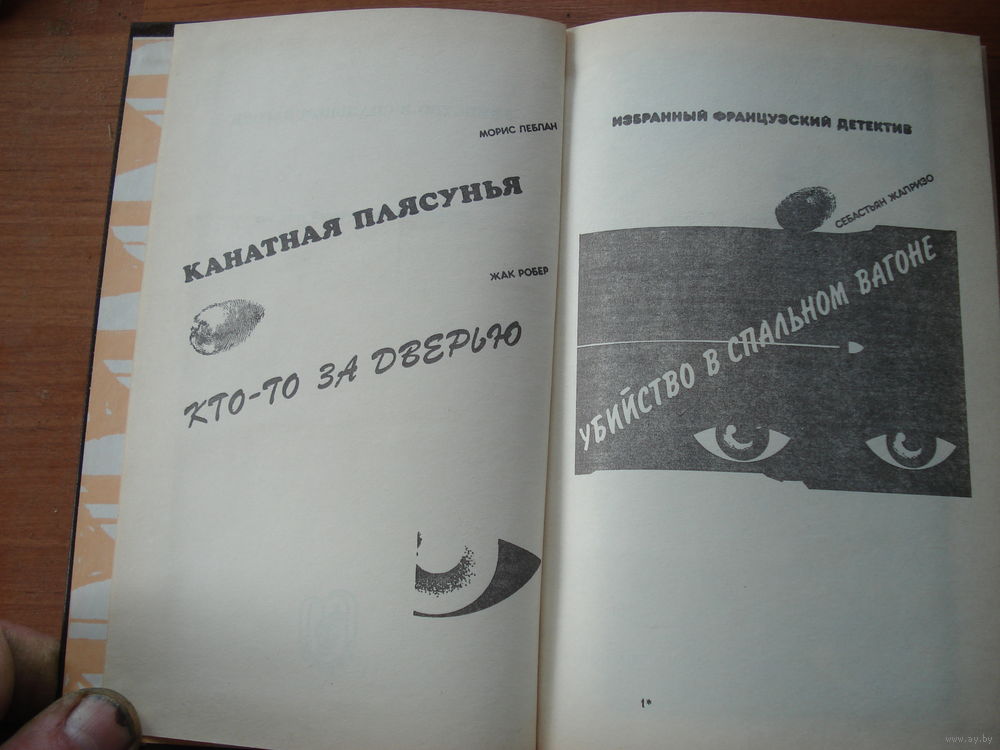 МОРИС ЛЕБЛАН
КАНАТНАЯ ПЛЯСУНЬЯ
ЖАК РОБЕР
КТО-ТО ЗА ДВЕРЬЮ
ИЗБРАННЫЙ ФРАНЦУЗСКИЙ ДЕТЕКТИВ
СЕБАСТЬЯН ЖАПРИЗО
УБИЙСТВО В СПАЛЬНОМ ВАГОНЕ
1*
www.ay.by